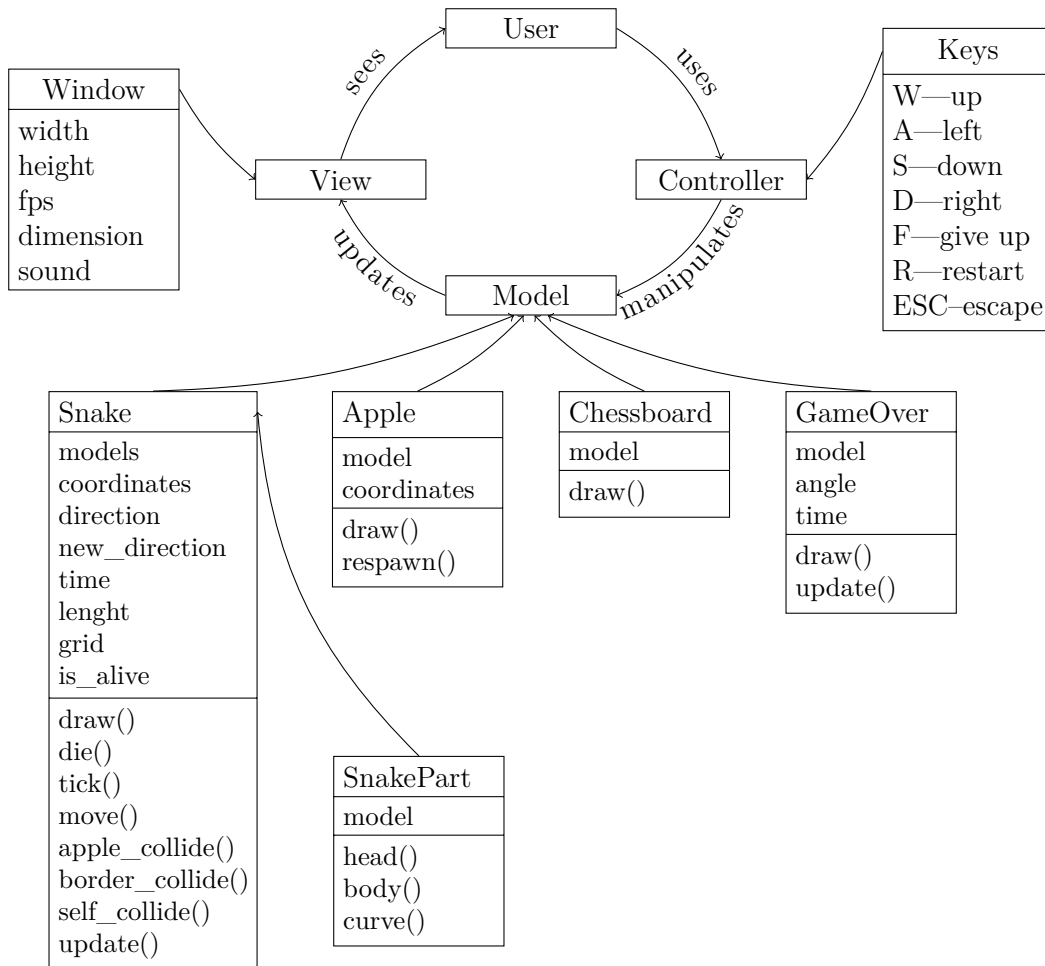 User
sees
uses
Window
width
height
fps
dimension
sound
Keys
W—up
A—left
S—down
D—right
F—give up
R—restart
ESC–escape
View
Controller
updates
manipulates
Model
Snake
models
coordinates
direction
new_direction
time
lenght
grid
is_alive
draw()
die()
tick()
move()
apple_collide()
border_collide()
self_collide()
update()
Apple
model
coordinates
draw()
respawn()
Chessboard
model
draw()
GameOver
model
angle
time
draw()
update()
SnakePart
model
head()
body()
curve()